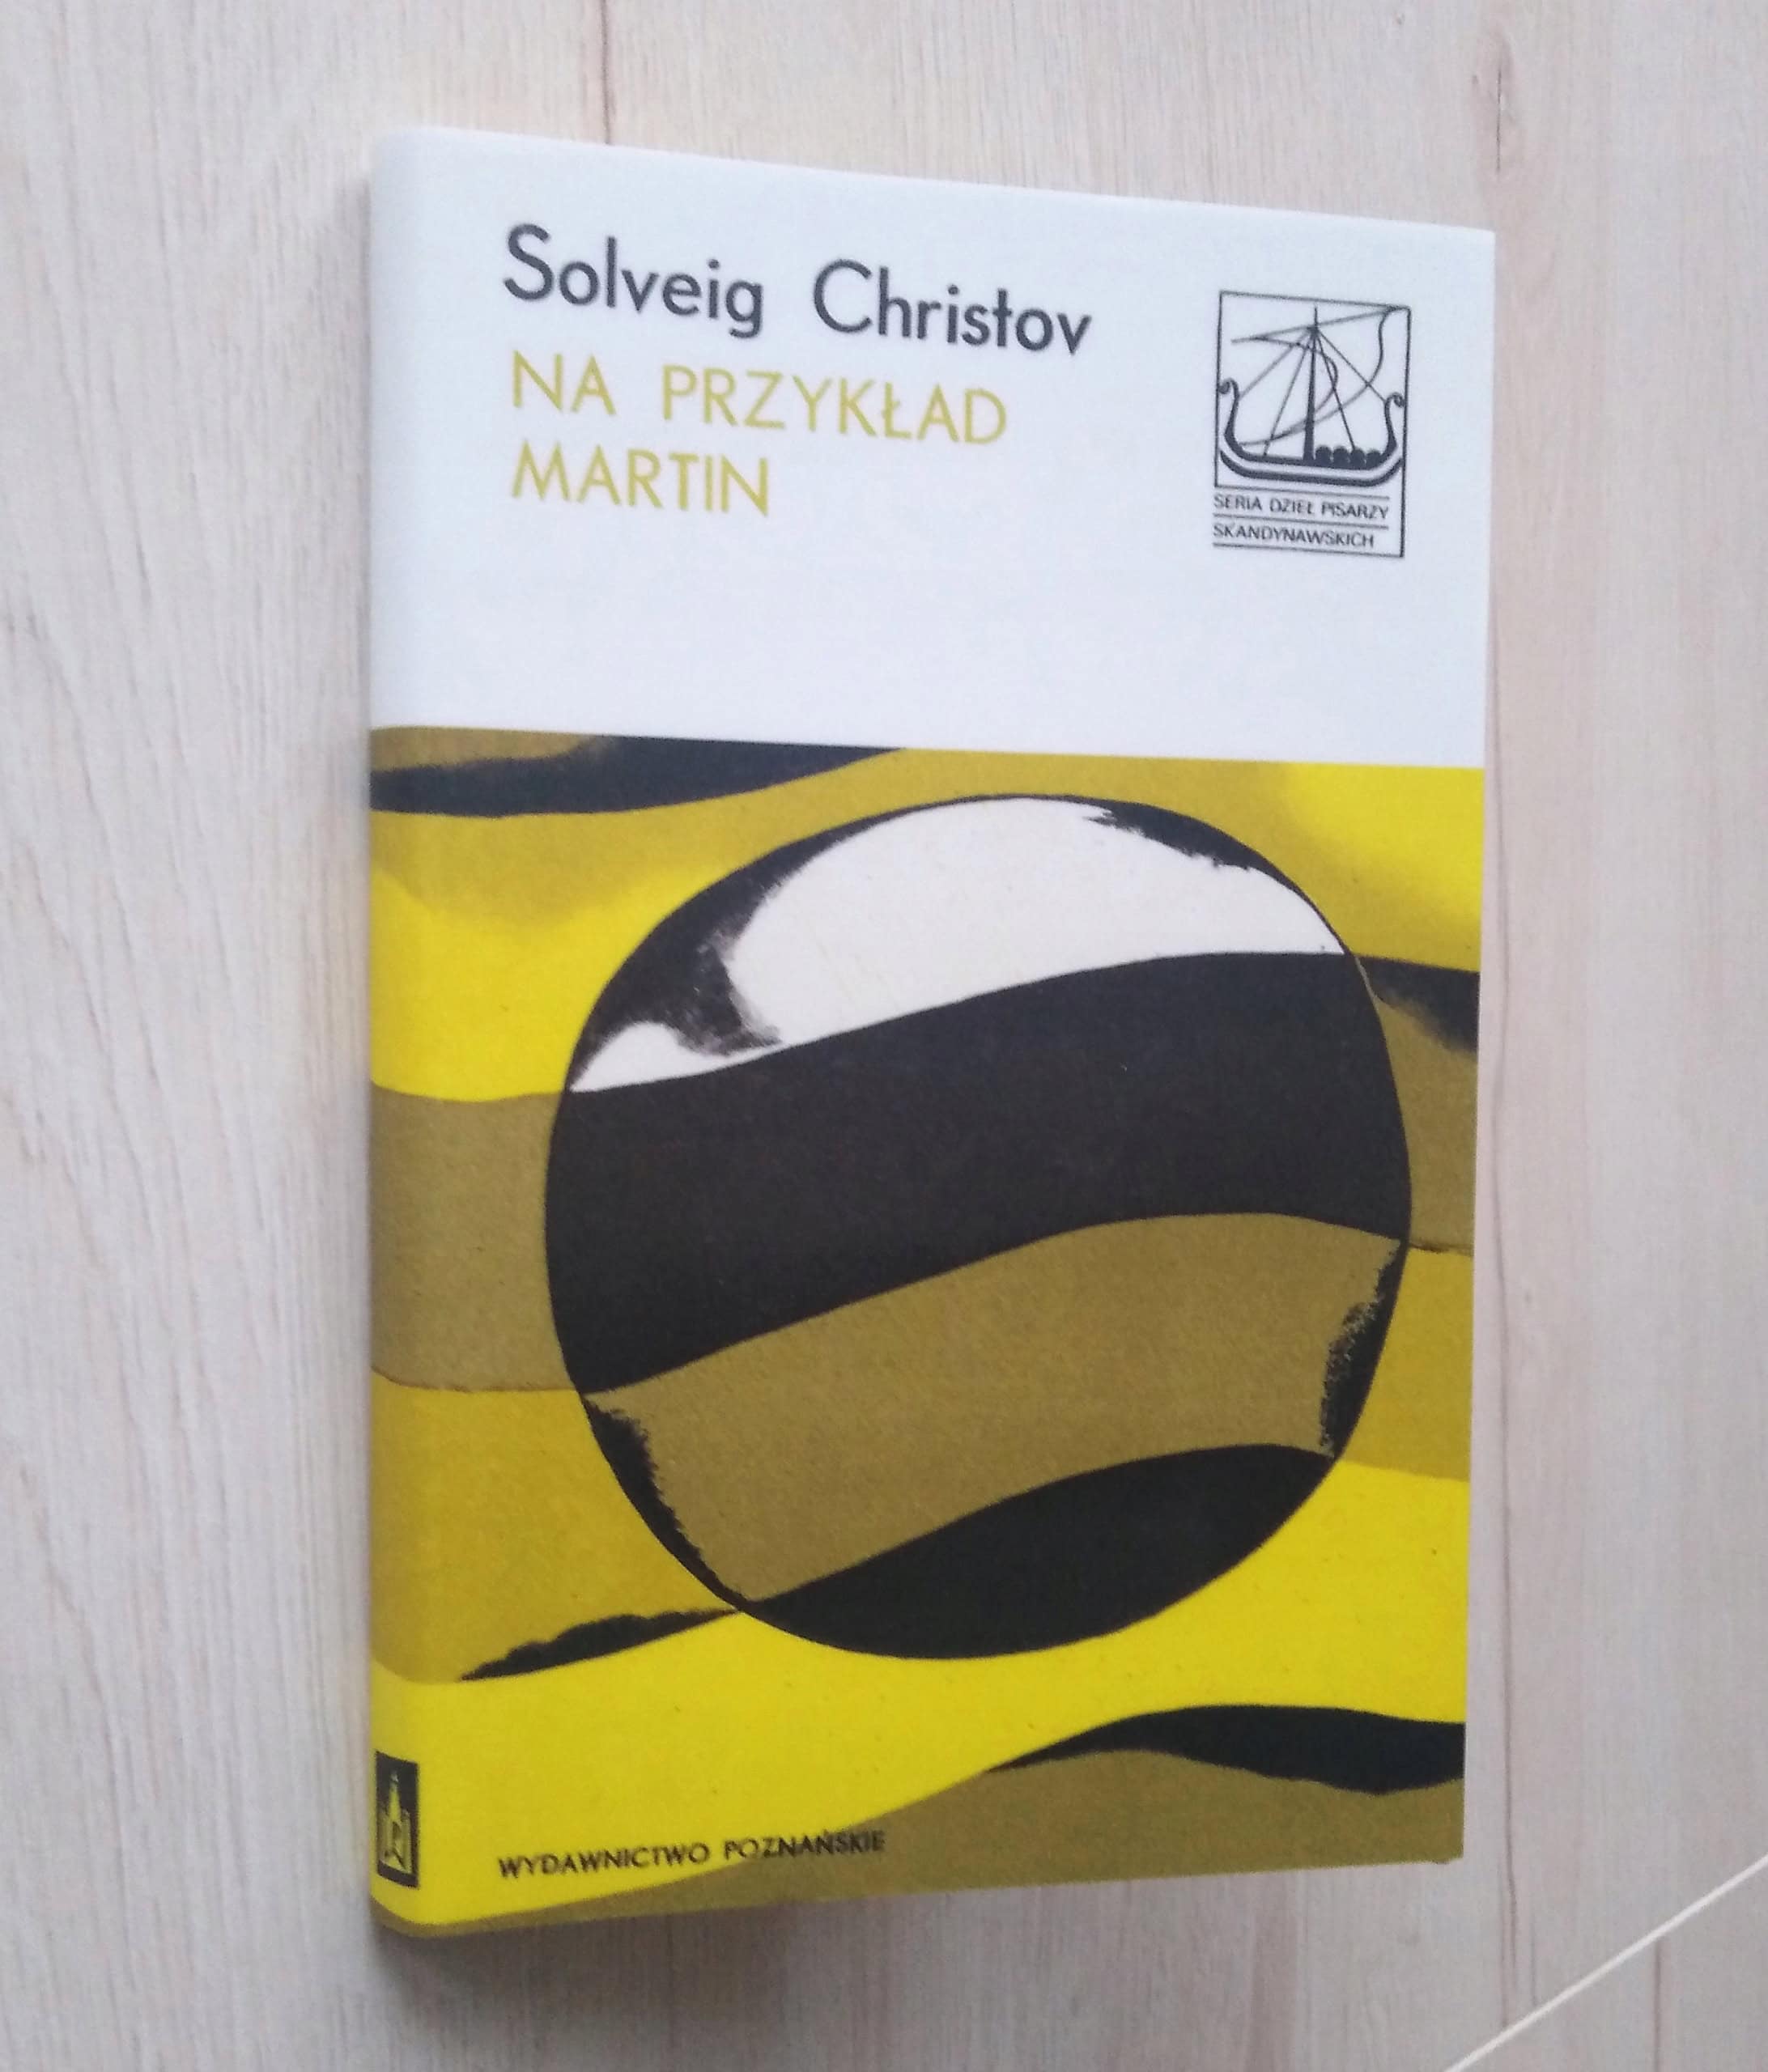 Solveig Christov
NA PRZYKŁAD
MARTIN
SERIA DZIEŁ PISARZY
SKANDYNAWSKICH
WYDAWNICTWO POZNAŃSKIE